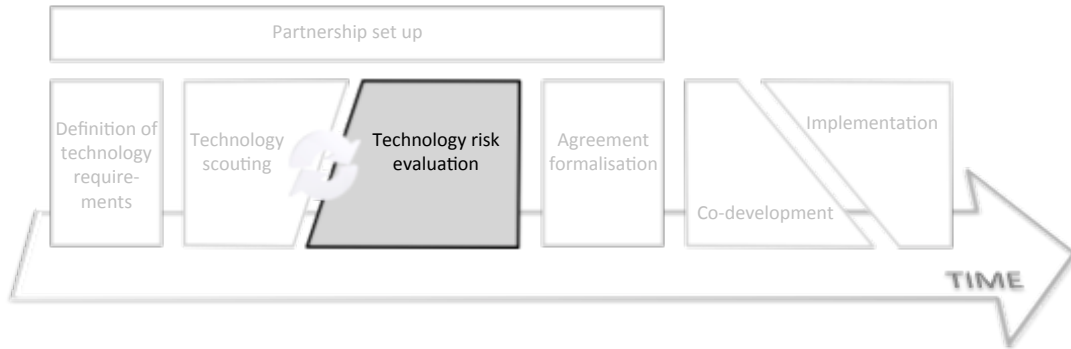 Partnership set up
Definition of
technology
require-
ments
Technology
scouting
Technology risk
evaluation
Agreement
formalisation
Co-development
Implementation
TIME